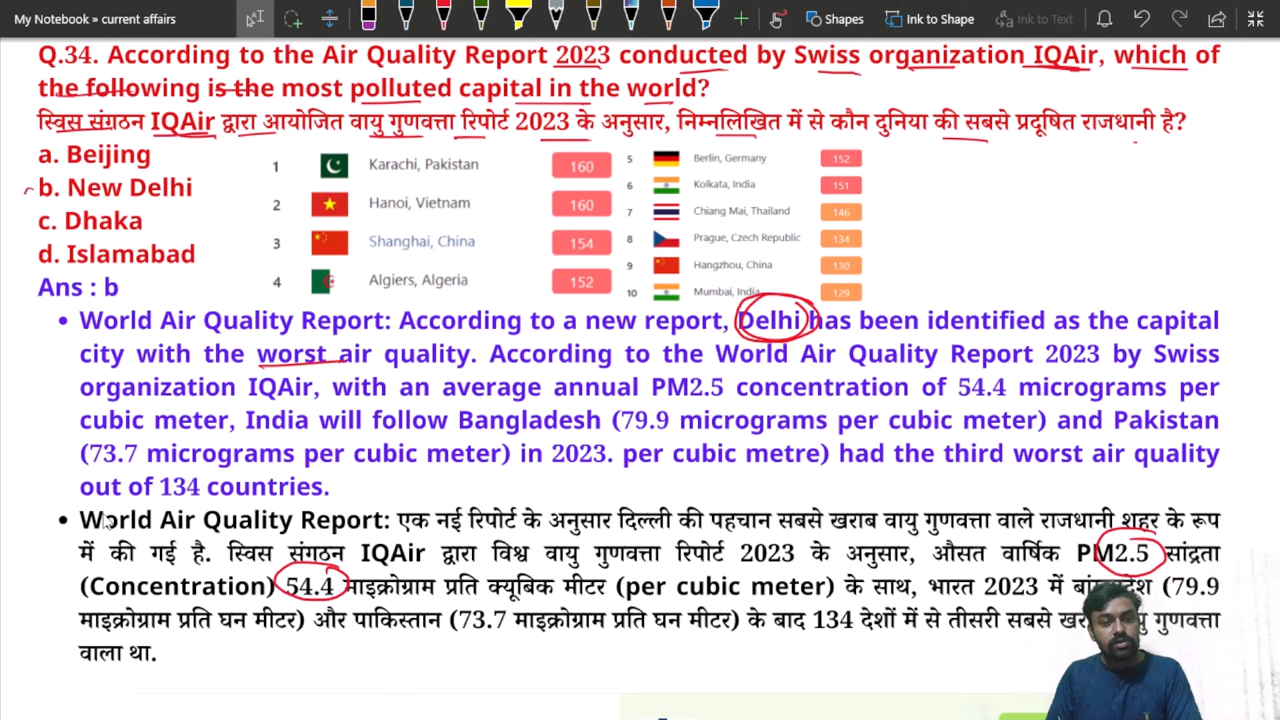 My Notebook » current affairs
Shapes
Ink to Shape
Ink to Text
Q.34. According to the Air Quality Report 2023 conducted by Swiss organization IQAir, which of
the following is the most polluted capital in the world?
स्विस संगठन IQAir द्वारा आयोजित वायु गुणवत्ता रिपोर्ट 2023 के अनुसार, निम्नलिखित में से कौन दुनिया की सबसे प्रदूषित राजधानी है?
a. Beijing
b. New Delhi
c. Dhaka
d. Islamabad
Ans : b
1 Karachi, Pakistan 160
2 Hanoi, Vietnam 160
3 Shanghai, China 154
4 Algiers, Algeria 152
5 Berlin, Germany 152
6 Kolkata, India 151
7 Chiang Mai, Thailand 146
8 Prague, Czech Republic 134
9 Hangzhou, China 130
10 Mumbai, India 129
• World Air Quality Report: According to a new report, Delhi has been identified as the capital
city with the worst air quality. According to the World Air Quality Report 2023 by Swiss
organization IQAir, with an average annual PM2.5 concentration of 54.4 micrograms per
cubic meter, India will follow Bangladesh (79.9 micrograms per cubic meter) and Pakistan
(73.7 micrograms per cubic meter) in 2023. per cubic metre) had the third worst air quality
out of 134 countries.
• World Air Quality Report: एक नई रिपोर्ट के अनुसार दिल्ली की पहचान सबसे खराब वायु गुणवत्ता वाले राजधानी शहर के रूप
में की गई है. स्विस संगठन IQAir द्वारा विश्व वायु गुणवत्ता रिपोर्ट 2023 के अनुसार, औसत वार्षिक PM2.5 सांद्रता
(Concentration) 54.4 माइक्रोग्राम प्रति क्यूबिक मीटर (per cubic meter) के साथ, भारत 2023 में (79.9
माइक्रोग्राम प्रति घन मीटर) और पाकिस्तान (73.7 माइक्रोग्राम प्रति घन मीटर) के बाद 134 देशों में से तीसरी सबसे गुणवत्ता
वाला था.